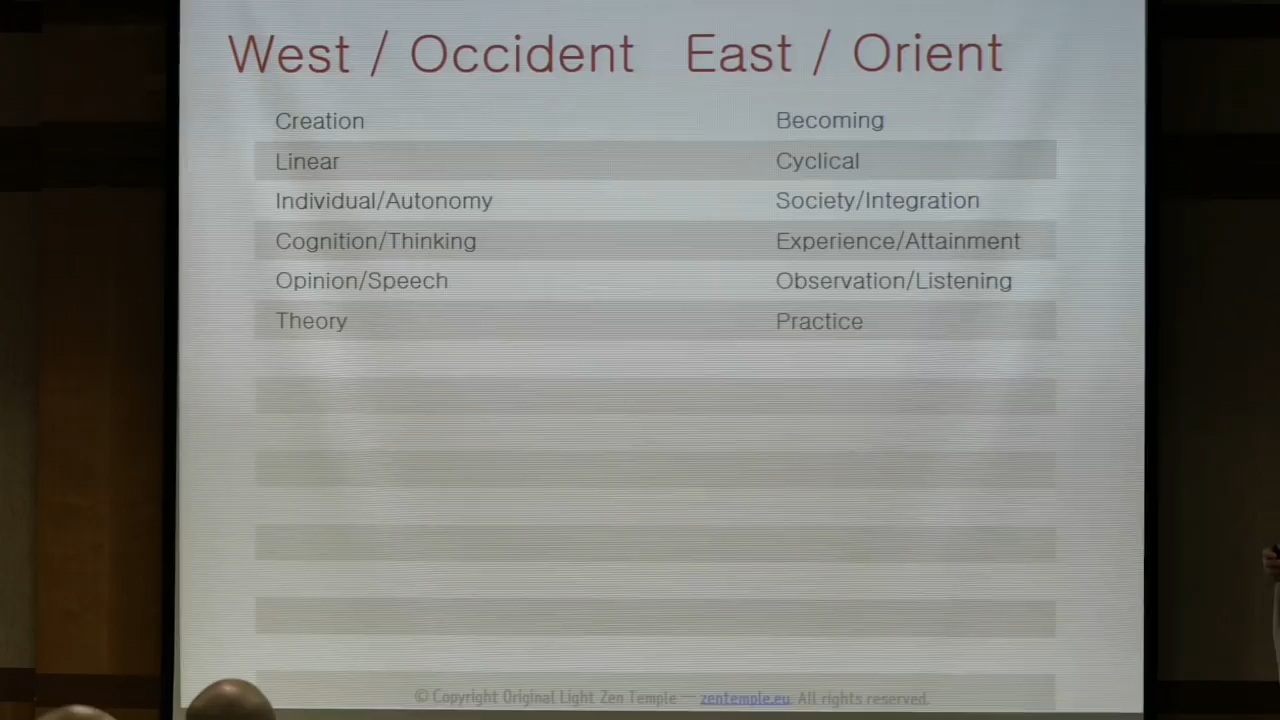 West / Occident East / Orient
Creation Becoming
Linear Cyclical
Individual/Autonomy Society/Integration
Cognition/Thinking Experience/Attainment
Opinion/Speech Observation/Listening
Theory Practice
© Copyright Original Light Zen Temple — zentemple.eu. All rights reserved.